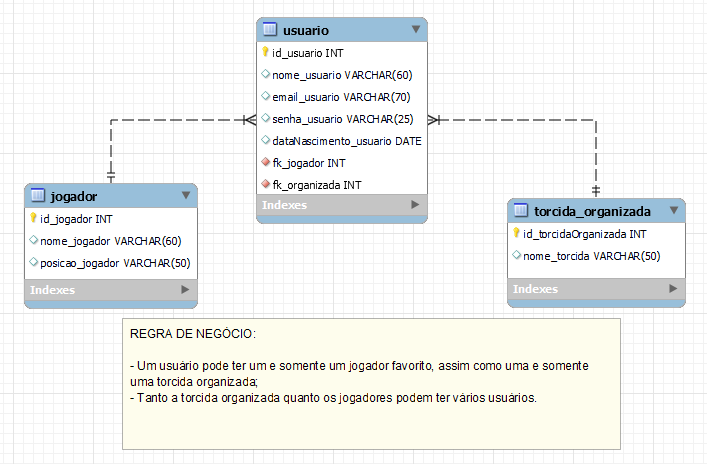 usuario
id_usuario INT
nome_usuario VARCHAR(60)
email_usuario VARCHAR(70)
senha_usuario VARCHAR(25)
dataNascimento_usuario DATE
fk_jogador INT
fk_organizada INT
Indexes
jogador
id_jogador INT
nome_jogador VARCHAR(60)
posicao_jogador VARCHAR(50)
Indexes
torcida_organizada
id_torcidaOrganizada INT
nome_torcida VARCHAR(50)
Indexes
REGRA DE NEGÓCIO:
- Um usuário pode ter um e somente um jogador favorito, assim como uma e somente
uma torcida organizada;
- Tanto a torcida organizada quanto os jogadores podem ter vários usuários.